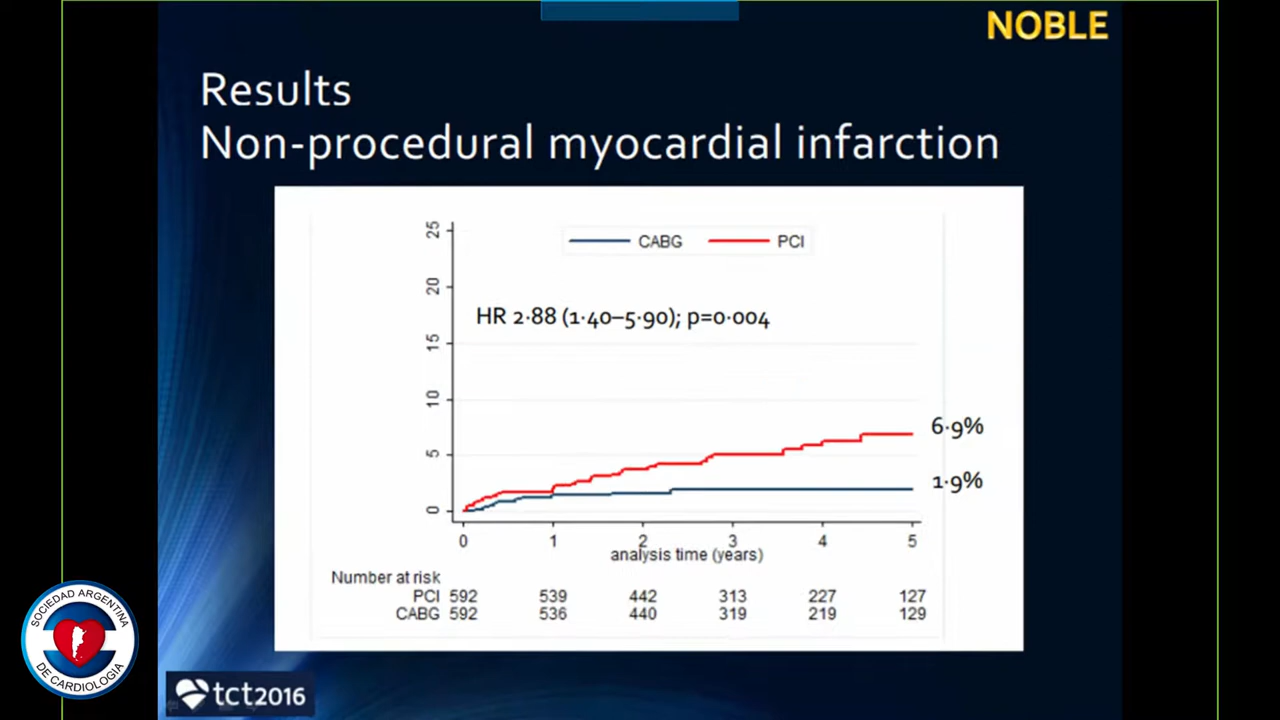 NOBLE
Results
Non-procedural myocardial infarction
CABG PCI
25
20
15
10
5
0
HR 2·88 (1·40–5·90); p=0·004
6·9%
1·9%
0 1 2 3 4 5
analysis time (years)
Number at risk
PCI 592 539 442 313 227 127
CABG 592 536 440 319 219 129
SOCIEDAD ARGENTINA
DE CARDIOLOGÍA
tct2016